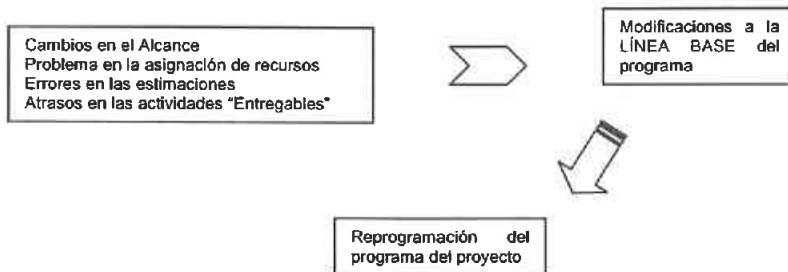 Cambios en el Alcance
Problema en la asignación de recursos
Errores en las estimaciones
Atrasos en las actividades "Entregables"
Modificaciones a la
LÍNEA BASE del
programa
Reprogramación del
programa del proyecto